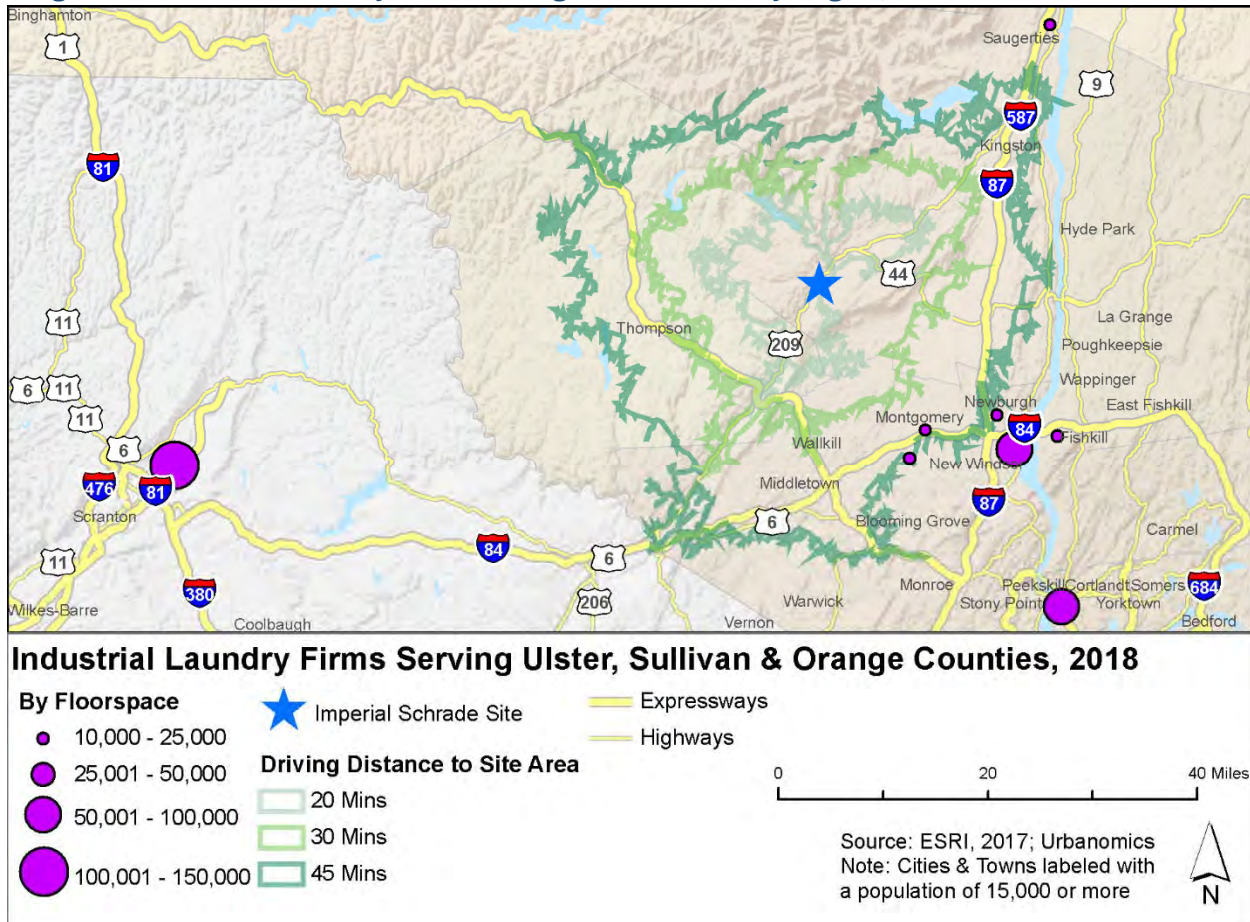 Binghamton
Saugerties
1
9
81
587
Kingston
87
Hyde Park
11
44
Thompson
209
La Grange
Poughkeepsie
6
11
Wappinger
11
Newburgh
East Fishkill
Montgomery
84
6
Wallkill
Fishkill
New Windsor
476
81
Middletown
Scranton
87
6
Blooming Grove
84
Carmel
11
6
Monroe
Peekskill
Cortlandt
Somers
380
684
206
Warwick
Stony Point
Yorktown
Wilkes-Barre
Coolbaugh
Vernon
Bedford
Industrial Laundry Firms Serving Ulster, Sullivan & Orange Counties, 2018
By Floorspace
10,000 - 25,000
25,001 - 50,000
50,001 - 100,000
100,001 - 150,000
Imperial Schrade Site
Driving Distance to Site Area
20 Mins
30 Mins
45 Mins
Expressways
Highways
0 20 40 Miles
Source: ESRI, 2017; Urbanomics
Note: Cities & Towns labeled with
a population of 15,000 or more
N